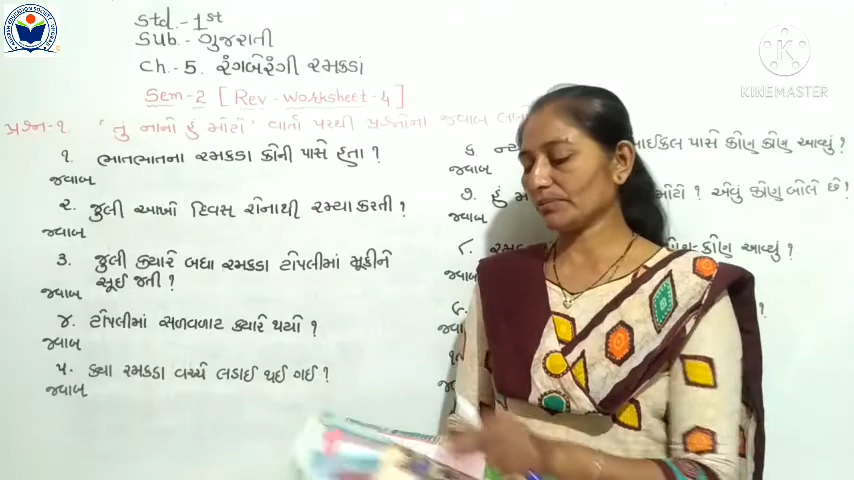 Std.-1st
Sub.-ગુજરાતી
Ch.-5. રંગબેરંગી રમકડાં
Sem-2 [Rev-Worksheet-4]
પ્રશ્ન-૧. 'તું નાનો હું મોટો' વાર્તા પરથી પ્રશ્નોના જવાબ
૧. ભાતભાતના રમકડા કોની પાસે હતા ?
જવાબ
૨. જુલી આખો દિવસ શેનાથી રમ્યા કરતી ?
જવાબ
૩. જુલી ક્યારે બધા રમકડા ટોપલીમાં મૂકીને
સૂઈ જતી ?
જવાબ
૪. ટોપલીમાં સળવળાટ ક્યારે થયો ?
જવાબ
૫. ક્યા રમકડા વચ્ચે લડાઈ થઈ ગઈ ?
જવાબ
૬. પાસે કોણ કોણ આવ્યું ?
જવાબ
૭. હું મોટો ? એવું કોણ બોલે છે !
જવાબ
૮. કોણ આવ્યું ?
જવાબ
KINEMASTER